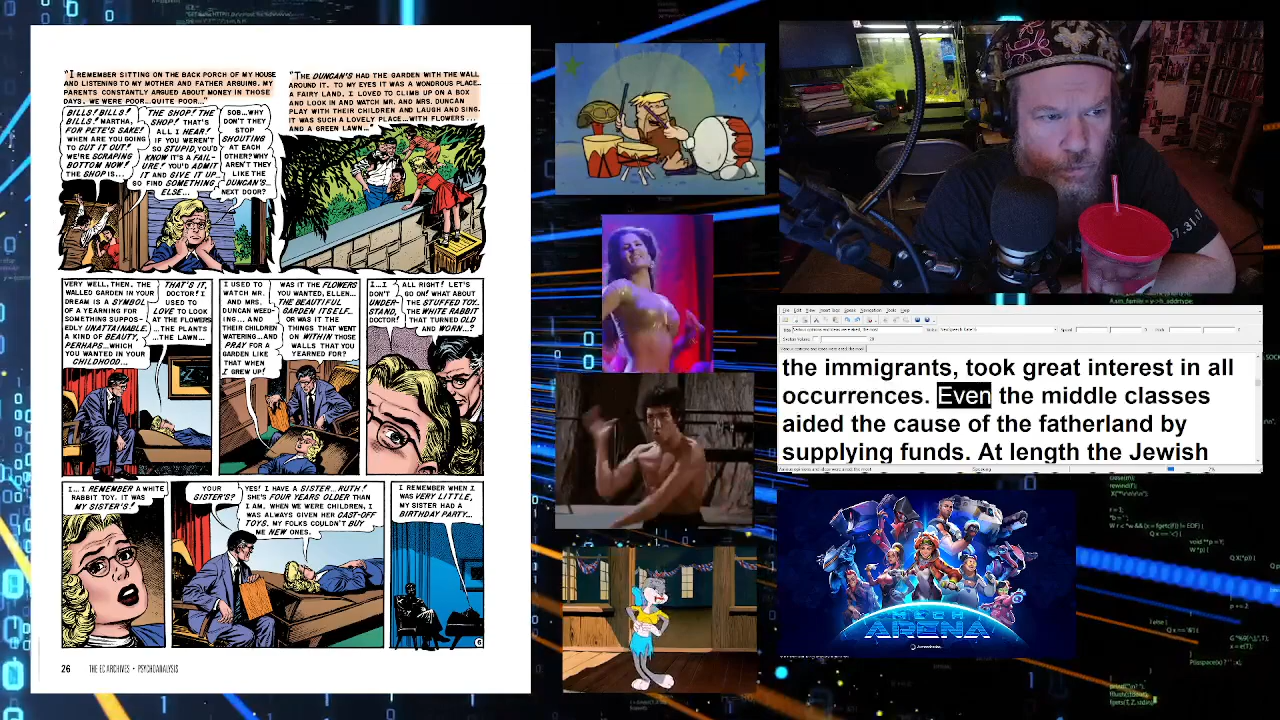 "I REMEMBER SITTING ON THE BACK PORCH OF MY HOUSE
AND LISTENING TO MY MOTHER AND FATHER ARGUING. MY
PARENTS CONSTANTLY ARGUED ABOUT MONEY IN THOSE
DAYS. WE WERE POOR...QUITE POOR..."
BILLS! BILLS!
BILLS! MARTHA,
FOR PETE'S SAKE!
WHEN ARE YOU GOING
TO CUT IT OUT!
WE'RE SCRAPING
BOTTOM NOW!
THE SHOP IS...
THE SHOP! THE
SHOP! THAT'S
ALL I HEAR!
IF YOU WEREN'T
SO STUPID, YOU'D
KNOW IT'S A FAIL-
URE! YOU'D ADMIT
IT AND GIVE IT UP...
SO FIND SOMETHING
ELSE...
SOB...WHY
DON'T THEY
STOP
SHOUTING
AT EACH
OTHER? WHY
AREN'T THEY
LIKE THE
DUNCAN'S...
NEXT DOOR?
"THE DUNCAN'S HAD THE GARDEN WITH THE WALL
AROUND IT. TO MY EYES IT WAS A WONDROUS PLACE...
A FAIRY LAND. I LOVED TO CLIMB UP ON A BOX
AND LOOK IN AND WATCH MR. AND MRS. DUNCAN
PLAY WITH THEIR CHILDREN AND LAUGH AND SING.
IT WAS SUCH A LOVELY PLACE...WITH FLOWERS...
AND A GREEN LAWN..."
VERY WELL, THEN. THE
WALLED GARDEN IN YOUR
DREAM IS A SYMBOL
OF A YEARNING FOR
SOMETHING SUPPOS-
EDLY UNATTAINABLE.
A KIND OF BEAUTY,
PERHAPS...WHICH
YOU WANTED IN YOUR
CHILDHOOD...
THAT'S IT,
DOCTOR! I
USED TO
LOVE TO LOOK
AT THE FLOWERS
...THE PLANTS
...THE LAWN...
I USED TO
WATCH MR.
AND MRS.
DUNCAN WEED-
ING... AND
THEIR CHILDREN
WATERING...AND
PRAY FOR A
GARDEN LIKE
THAT WHEN
I GREW UP!
WAS IT THE FLOWERS
YOU WANTED, ELLEN...
THE BEAUTIFUL
GARDEN ITSELF...
OR WAS IT THE
THINGS THAT WENT
ON WITHIN THOSE
WALLS THAT YOU
YEARNED FOR?
I...I
DON'T
UNDER-
STAND,
DOCTOR!
ALL RIGHT! LET'S
GO ON! WHAT ABOUT
THE STUFFED TOY...
THE WHITE RABBIT
THAT TURNED OLD
AND WORN...?
I...I REMEMBER A WHITE
RABBIT TOY. IT WAS
MY SISTER'S!
YOUR
SISTER'S?
YES! I HAVE A SISTER...RUTH!
SHE'S FOUR YEARS OLDER THAN
I AM. WHEN WE WERE CHILDREN, I
WAS ALWAYS GIVEN HER CAST-OFF
TOYS. MY FOLKS COULDN'T BUY
ME NEW ONES.
I REMEMBER WHEN I
WAS VERY LITTLE,
MY SISTER HAD A
BIRTHDAY PARTY...
6
26 THE EC ARCHIVES • PSYCHOANALYSIS
7.31.17
the immigrants, took great interest in all
occurrences. Even the middle classes
aided the cause of the fatherland by
supplying funds. At length the Jewish
MECH
ARENA